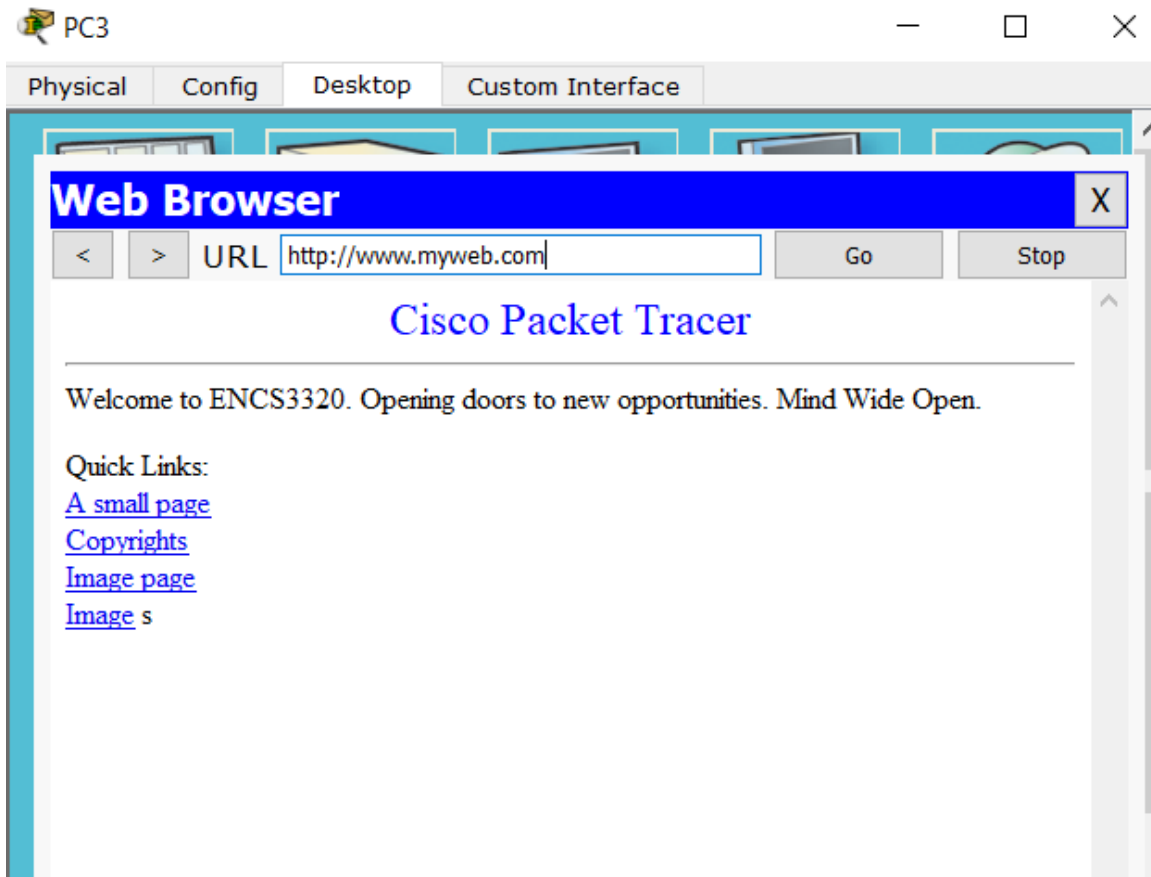 PC3
Physical Config Desktop Custom Interface
Web Browser X
< > URL http://www.myweb.com Go Stop
Cisco Packet Tracer
Welcome to ENCS3320. Opening doors to new opportunities. Mind Wide Open.
Quick Links:
A small page
Copyrights
Image page
Image s